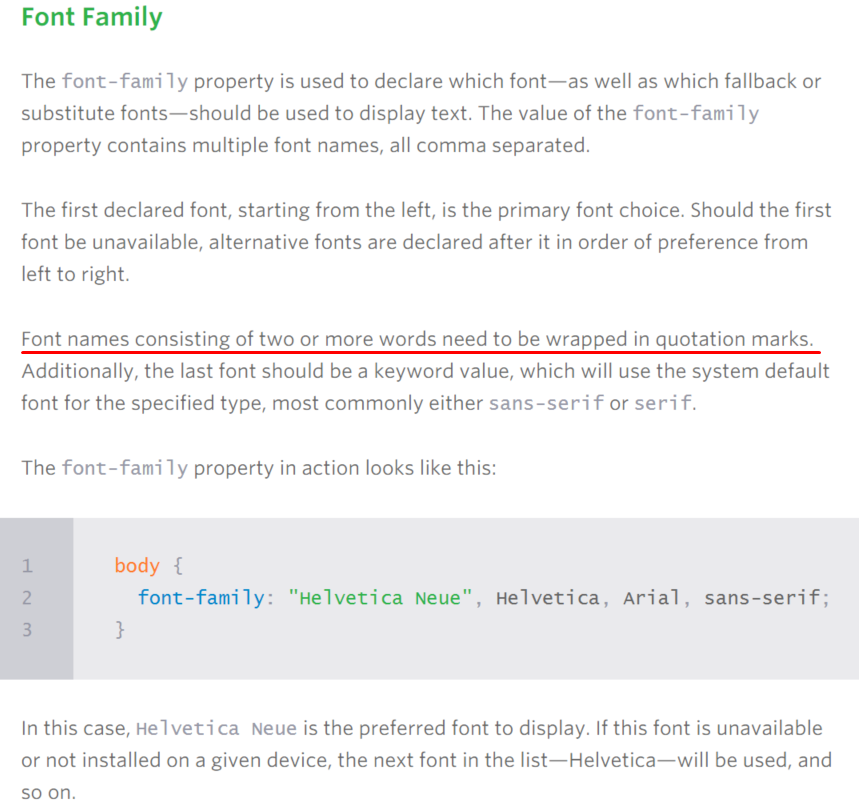 Font Family
The font-family property is used to declare which font—as well as which fallback or
substitute fonts—should be used to display text. The value of the font-family
property contains multiple font names, all comma separated.
The first declared font, starting from the left, is the primary font choice. Should the first
font be unavailable, alternative fonts are declared after it in order of preference from
left to right.
Font names consisting of two or more words need to be wrapped in quotation marks.
Additionally, the last font should be a keyword value, which will use the system default
font for the specified type, most commonly either sans-serif or serif.
The font-family property in action looks like this:
1 body {
2 font-family: "Helvetica Neue", Helvetica, Arial, sans-serif;
3 }
In this case, Helvetica Neue is the preferred font to display. If this font is unavailable
or not installed on a given device, the next font in the list—Helvetica—will be used, and
so on.